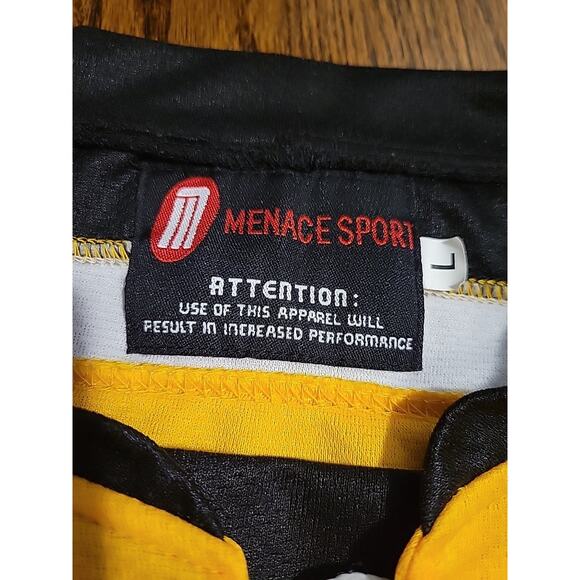 MENACE SPORT
L
ATTENTION:
USE OF THIS APPAREL WILL
RESULT IN INCREASED PERFORMANCE